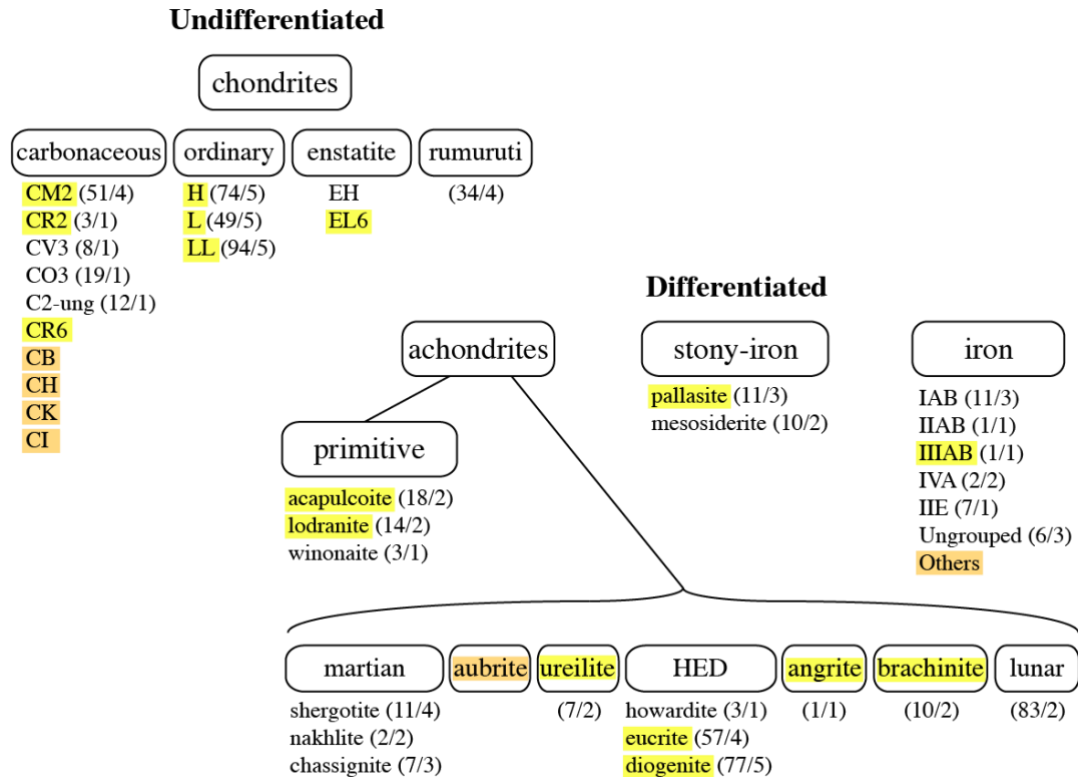 Undifferentiated
chondrites
carbonaceous
CM2 (51/4)
CR2 (3/1)
CV3 (8/1)
CO3 (19/1)
C2-ung (12/1)
CR6
CB
CH
CK
CI
ordinary
H (74/5)
L (49/5)
LL (94/5)
enstatite
EH
EL6
rumuruti
(34/4)
Differentiated
achondrites
primitive
acapulcoite (18/2)
lodranite (14/2)
winonaite (3/1)
stony-iron
pallasite (11/3)
mesosiderite (10/2)
iron
IAB (11/3)
IIAB (1/1)
IIIAB (1/1)
IVA (2/2)
IIE (7/1)
Ungrouped (6/3)
Others
martian
shergotite (11/4)
nakhlite (2/2)
chassignite (7/3)
aubrite
ureilite
(7/2)
HED
howardite (3/1)
eucrite (57/4)
diogenite (77/5)
angrite
(1/1)
brachinite
(10/2)
lunar
(83/2)